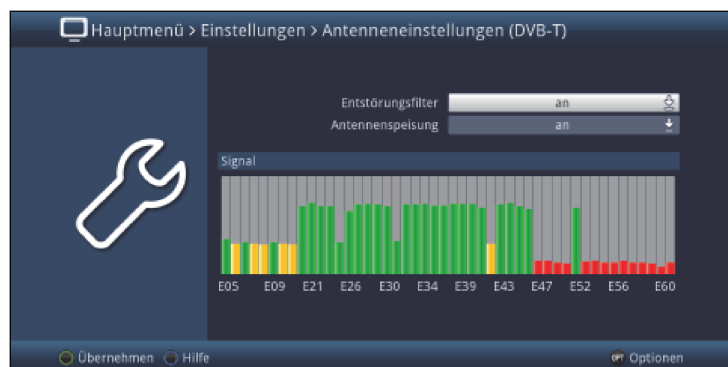 Hauptmenü > Einstellungen > Antenneneinstellungen (DVB-T)
Entstörungsfilter an
Antennenspeisung an
Signal
E05 E09 E21 E26 E30 E34 E39 E43 E47 E52 E56 E60
Übernehmen Hilfe OPT Optionen